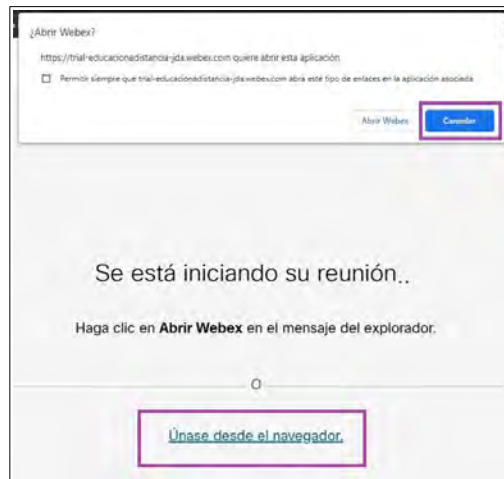 ¿Abrir Webex?
https://trial-educacionadistancia-jda.webex.com quiere abrir esta aplicación
Permitir siempre que trial-educacionadistancia-jda.webex.com abra este tipo de enlaces en la aplicación asociada
Abrir Webex
Cancelar
Se está iniciando su reunión..
Haga clic en Abrir Webex en el mensaje del explorador.
O
Únase desde el navegador.